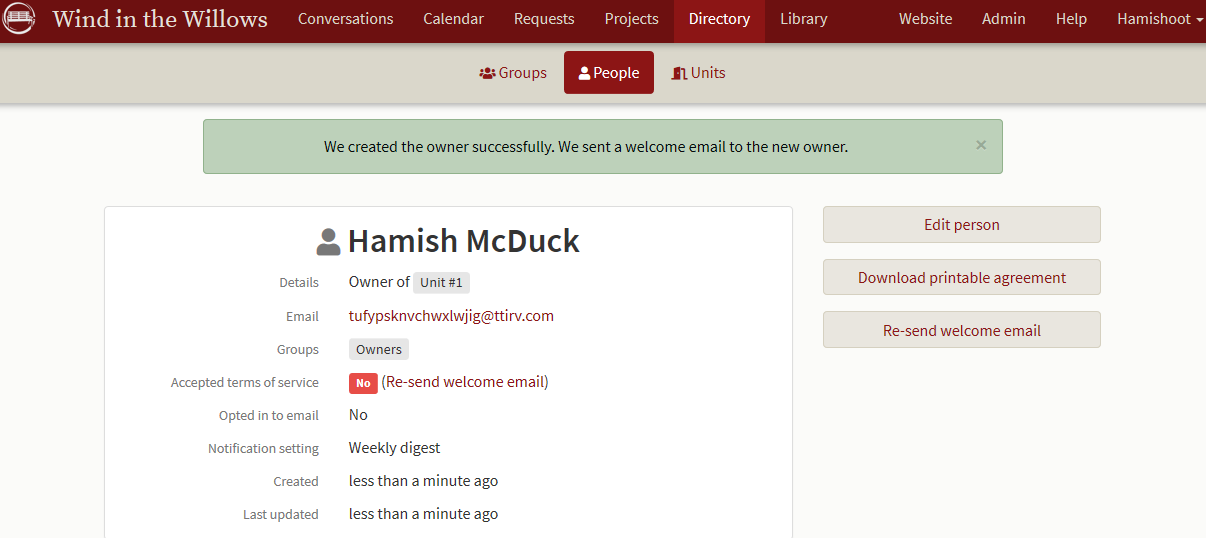 Wind in the Willows Conversations Calendar Requests Projects Directory Library Website Admin Help Hamishoot
Groups People Units
We created the owner successfully. We sent a welcome email to the new owner. ×
Hamish McDuck
Details Owner of Unit #1
Email tufypsknvchwxlwjig@ttirv.com
Groups Owners
Accepted terms of service No (Re-send welcome email)
Opted in to email No
Notification setting Weekly digest
Created less than a minute ago
Last updated less than a minute ago
Edit person
Download printable agreement
Re-send welcome email